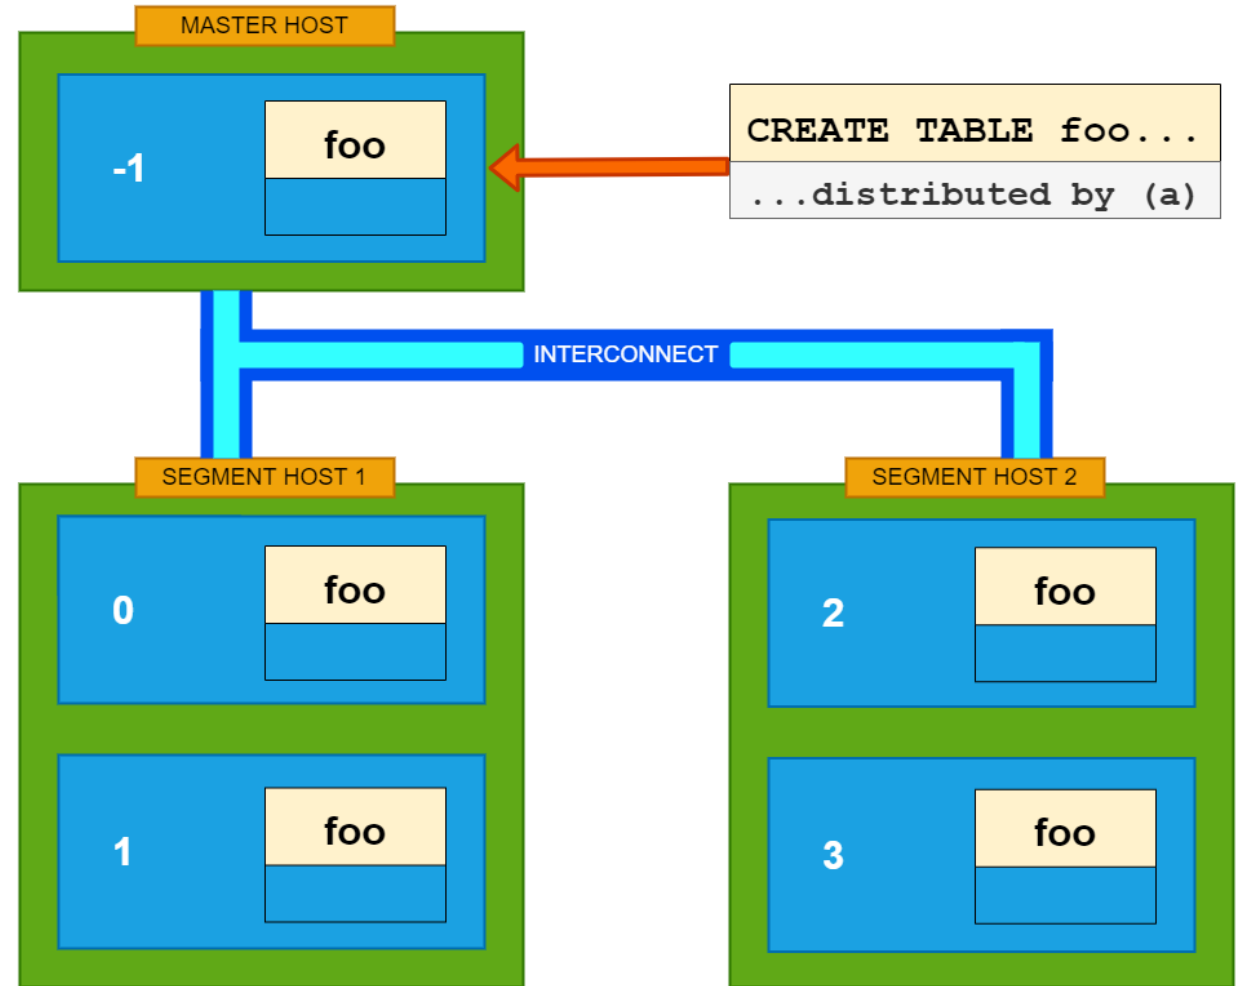 MASTER HOST
-1
foo
CREATE TABLE foo...
...distributed by (a)
INTERCONNECT
SEGMENT HOST 1
0
foo
1
foo
SEGMENT HOST 2
2
foo
3
foo